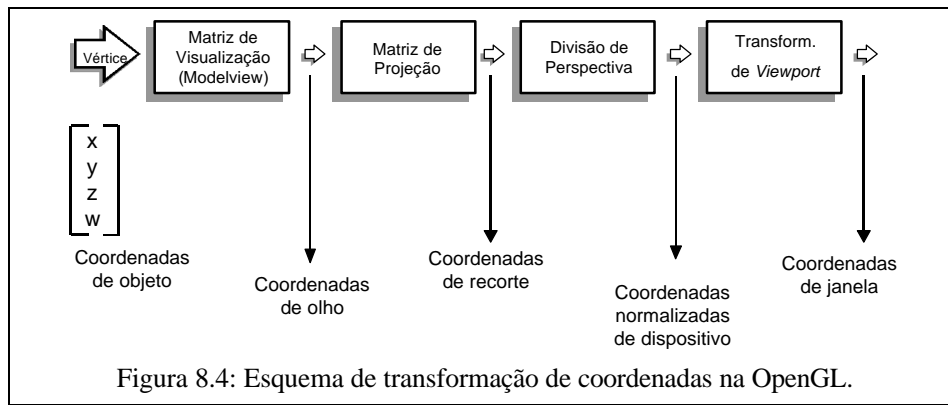 Vértice
Matriz de
Visualização
(Modelview)
Matriz de
Projeção
Divisão de
Perspectiva
Transform.
de Viewport
x
y
z
w
Coordenadas
de objeto
Coordenadas
de olho
Coordenadas
de recorte
Coordenadas
normalizadas
de dispositivo
Coordenadas
de janela
Figura 8.4: Esquema de transformação de coordenadas na OpenGL.